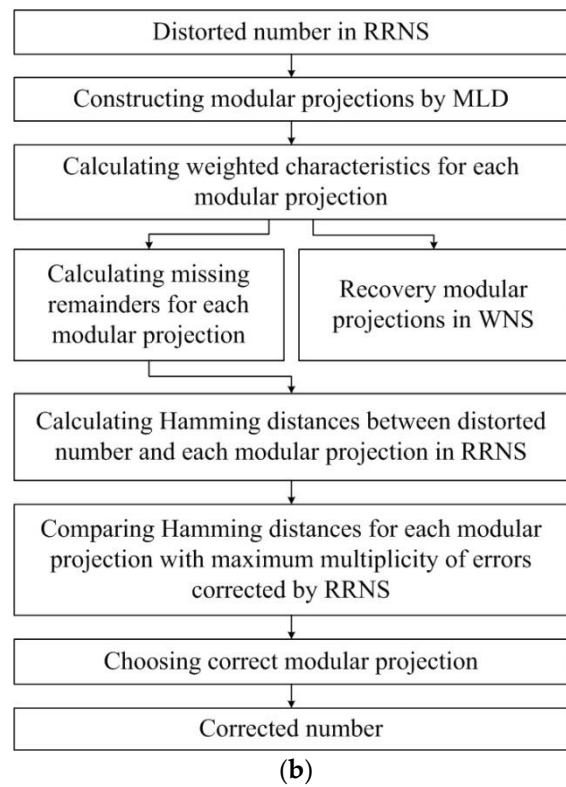 Distorted number in RRNS
Constructing modular projections by MLD
Calculating weighted characteristics for each
modular projection
Calculating missing
remainders for each
modular projection
Recovery modular
projections in WNS
Calculating Hamming distances between distorted
number and each modular projection in RRNS
Comparing Hamming distances for each modular
projection with maximum multiplicity of errors
corrected by RRNS
Choosing correct modular projection
Corrected number
(b)